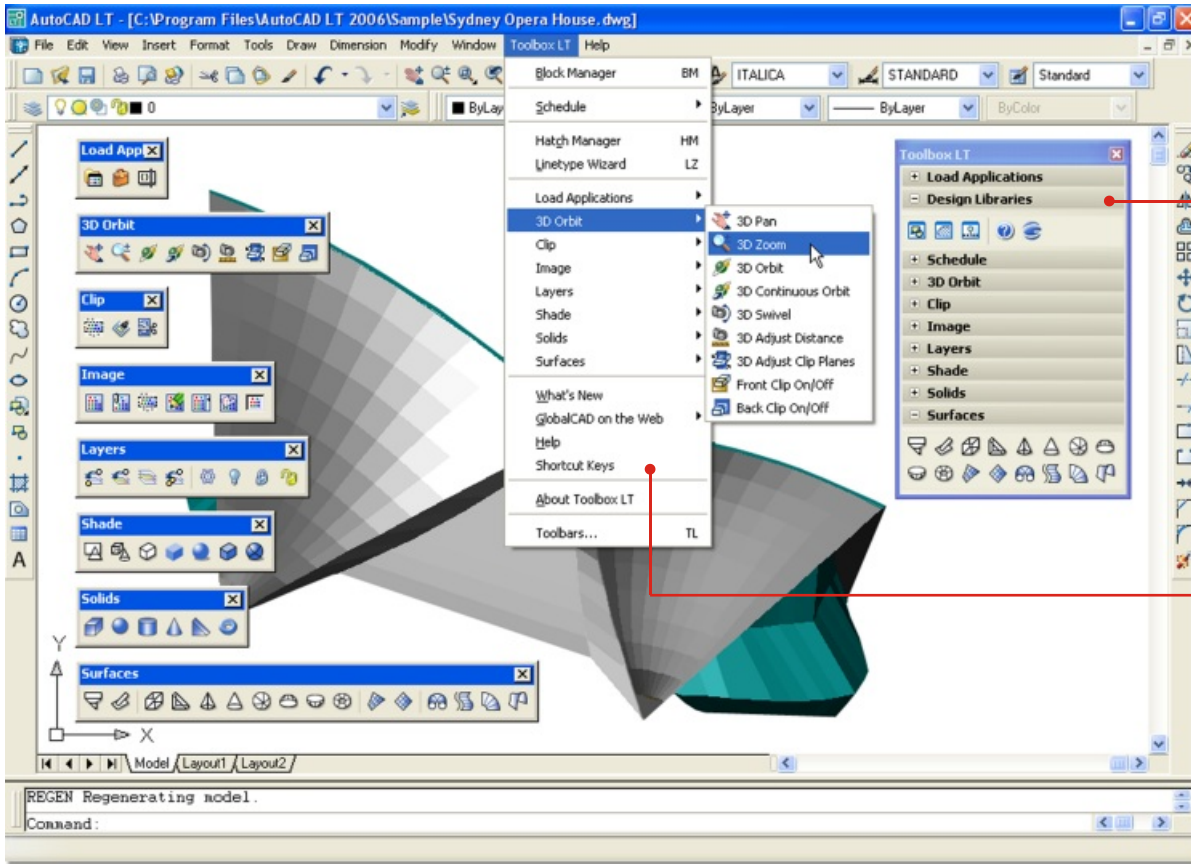 AutoCAD LT - [C:\Program Files\AutoCAD LT 2006\Sample\Sydney Opera House.dwg]
File Edit View Insert Format Tools Draw Dimension Modify Window Toolbox LT Help
ITALICA STANDARD Standard
0 ByLay yLayer ByLayer ByColor
Block Manager BM
Schedule
Hatch Manager HM
Linetype Wizard LZ
Load Applications
3D Orbit
Clip
Image
Layers
Shade
Solids
Surfaces
What's New
GlobalCAD on the Web
Help
Shortcut Keys
About Toolbox LT
Toolbars... TL
3D Pan
3D Zoom
3D Orbit
3D Continuous Orbit
3D Swivel
3D Adjust Distance
3D Adjust Clip Planes
Front Clip On/Off
Back Clip On/Off
Load App
3D Orbit
Clip
Image
Layers
Shade
Solids
Surfaces
Toolbox LT
+ Load Applications
- Design Libraries
+ Schedule
+ 3D Orbit
+ Clip
+ Image
+ Layers
+ Shade
+ Solids
- Surfaces
A
Y
X
Model Layout1 Layout2
REGEN Regenerating model.
Command: